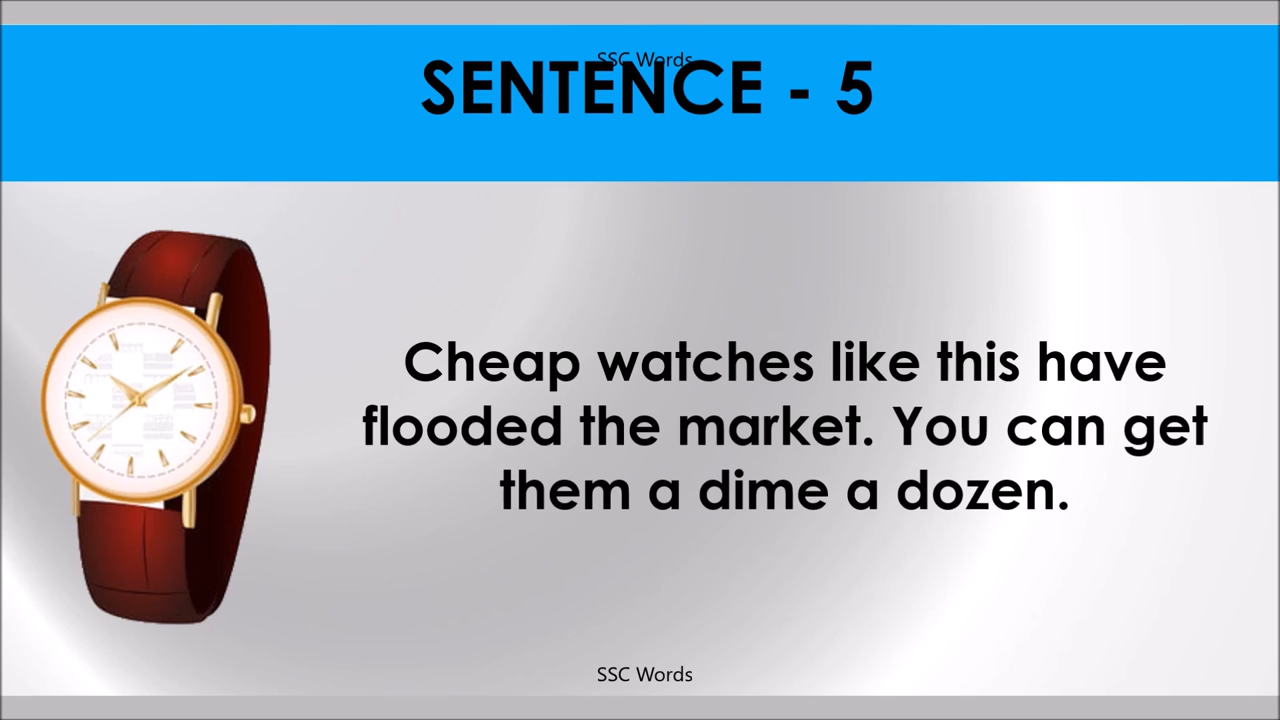 SSC Words
SENTENCE - 5
Cheap watches like this have
flooded the market. You can get
them a dime a dozen.
SSC Words